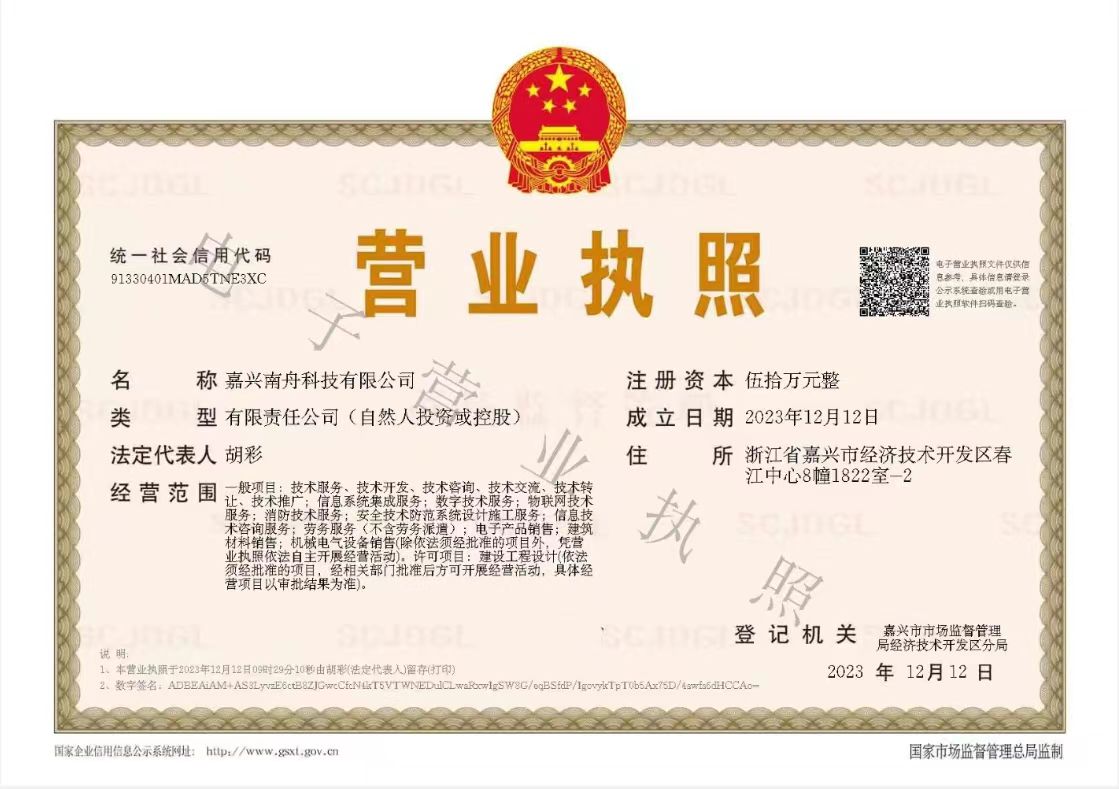 营业执照
统一社会信用代码
91330401MAD5TNE3XC
电子营业执照文件仅供信
息参考，具体信息请登录
公示系统查验或用电子营
业执照软件扫码查验。
名 称 嘉兴南舟科技有限公司
类 型 有限责任公司（自然人投资或控股）
法定代表人 胡彩
经营范围 一般项目：技术服务、技术开发、技术咨询、技术交流、技术转
让、技术推广；信息系统集成服务；数字技术服务；物联网技术
服务；消防技术服务；安全技术防范系统设计施工服务；信息技
术咨询服务；劳务服务（不含劳务派遣）；电子产品销售；建筑
材料销售；机械电气设备销售(除依法须经批准的项目外，凭营
业执照依法自主开展经营活动)。许可项目：建设工程设计(依法
须经批准的项目，经相关部门批准后方可开展经营活动，具体经
营项目以审批结果为准)。
注册资本 伍拾万元整
成立日期 2023年12月12日
住 所 浙江省嘉兴市经济技术开发区春
江中心8幢1822室-2
电子营业执照
登记机关 嘉兴市市场监督管理
局经济技术开发区分局
2023 年 12月12 日
说 明：
1、本营业执照于2023年12月12日09时29分10秒由胡彩(法定代表人)留存(打印)
2、数字签名：
国家企业信用信息公示系统网址： http://www.gsxt.gov.cn
国家市场监督管理总局监制